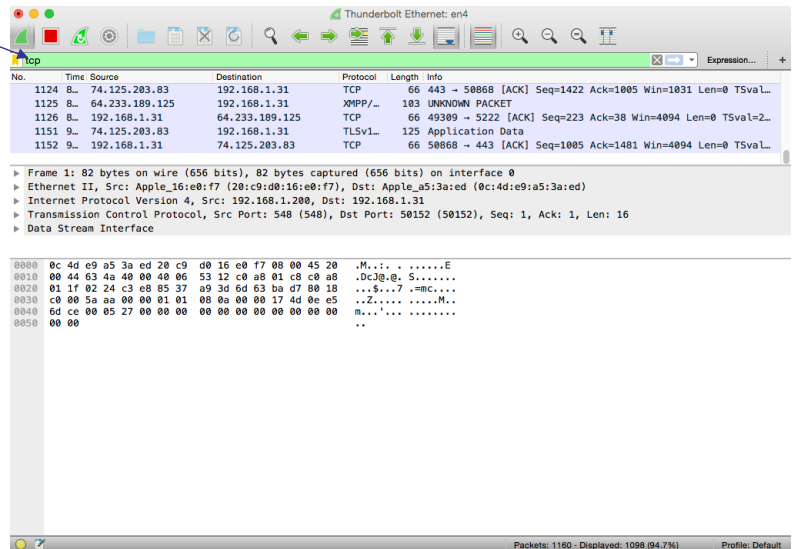 Thunderbolt Ethernet: en4
tcp Expression... +
No. Time Source Destination Protocol Length Info
1124 8… 74.125.203.83 192.168.1.31 TCP 66 443 → 50868 [ACK] Seq=1422 Ack=1005 Win=1031 Len=0 TSval…
1125 8… 64.233.189.125 192.168.1.31 XMPP/… 103 UNKNOWN PACKET
1126 8… 192.168.1.31 64.233.189.125 TCP 66 49309 → 5222 [ACK] Seq=223 Ack=38 Win=4094 Len=0 TSval=2…
1151 9… 74.125.203.83 192.168.1.31 TLSv1… 125 Application Data
1152 9… 192.168.1.31 74.125.203.83 TCP 66 50868 → 443 [ACK] Seq=1005 Ack=1481 Win=4094 Len=0 TSval…
Frame 1: 82 bytes on wire (656 bits), 82 bytes captured (656 bits) on interface 0
Ethernet II, Src: Apple_16:e0:f7 (20:c9:d0:16:e0:f7), Dst: Apple_a5:3a:ed (0c:4d:e9:a5:3a:ed)
Internet Protocol Version 4, Src: 192.168.1.200, Dst: 192.168.1.31
Transmission Control Protocol, Src Port: 548 (548), Dst Port: 50152 (50152), Seq: 1, Ack: 1, Len: 16
Data Stream Interface
0000 0c 4d e9 a5 3a ed 20 c9 d0 16 e0 f7 08 00 45 20 .M..:. . ......E
0010 00 44 63 4a 40 00 40 06 53 12 c0 a8 01 c8 c0 a8 .DcJ@.@. S.......
0020 01 1f 02 24 c3 e8 85 37 a9 3d 6d 63 ba d7 80 18 ...$...7 .=mc....
0030 c0 00 5a aa 00 00 01 01 08 0a 00 00 17 4d 0e e5 ..Z..... .....M..
0040 6d ce 00 05 27 00 00 00 00 00 00 00 00 00 00 00 m...'... ........
0050 00 00 ..
Packets: 1160 · Displayed: 1098 (94.7%) Profile: Default